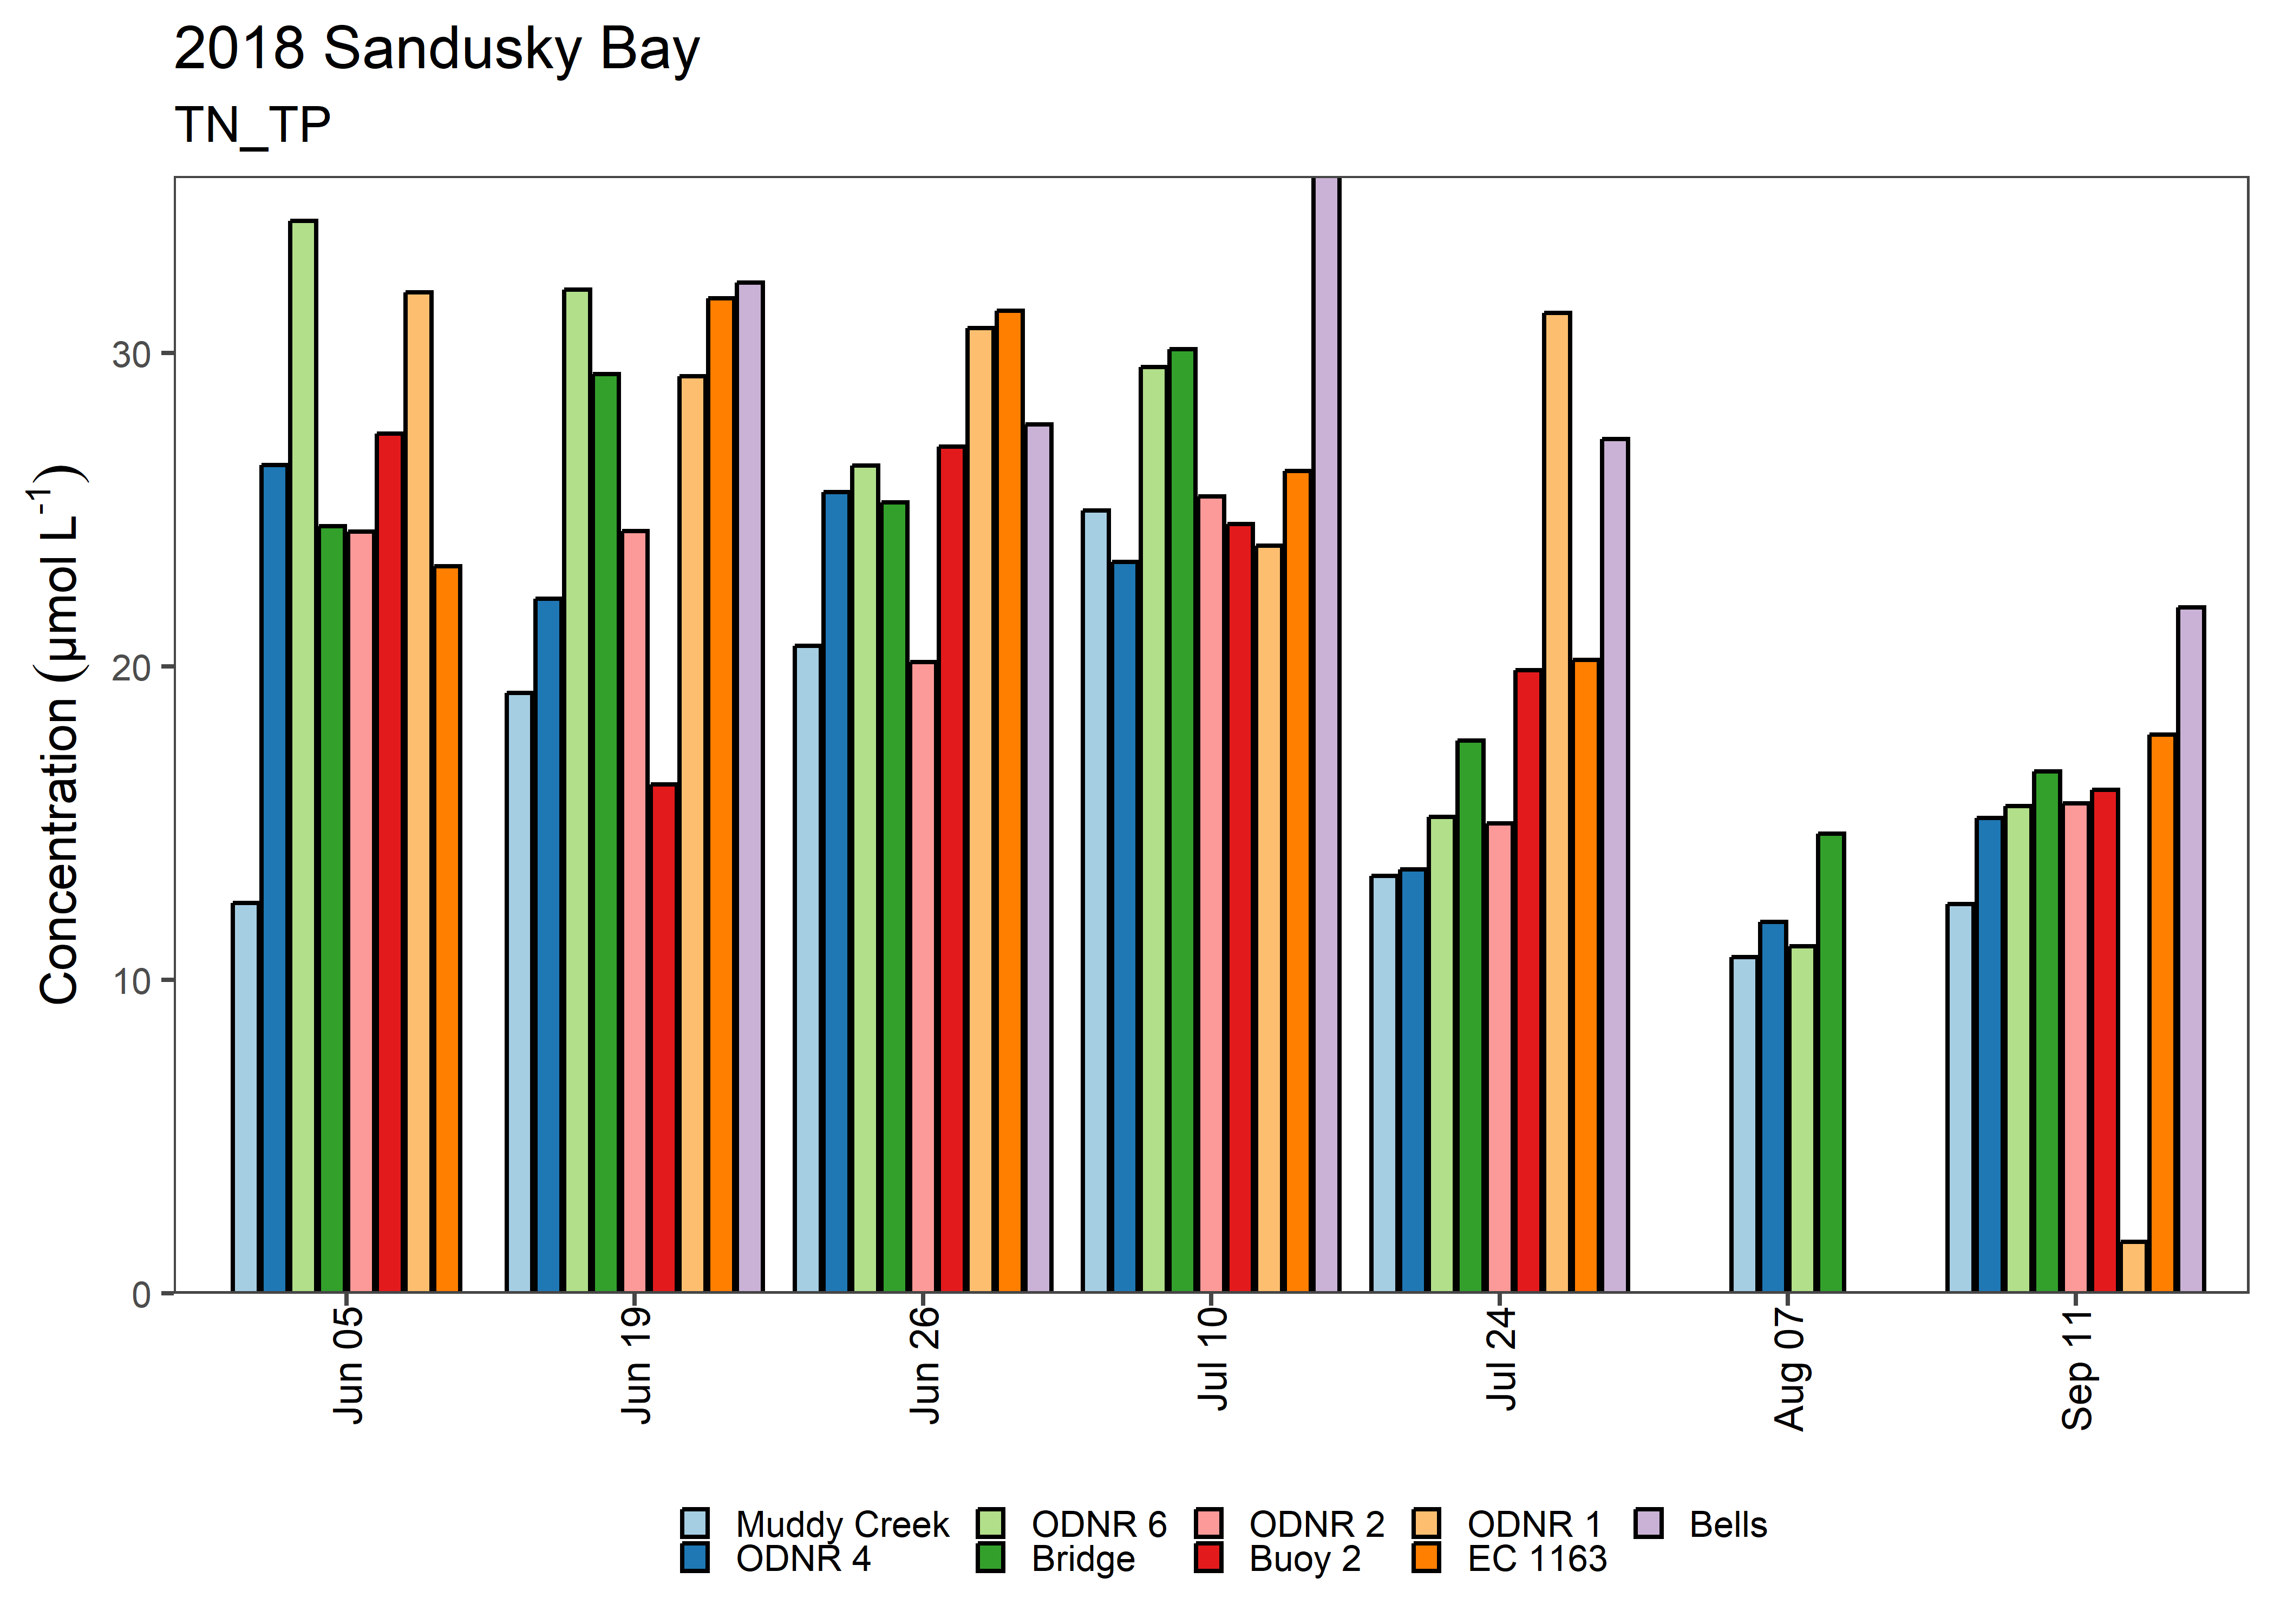 2018 Sandusky Bay
TN_TP
Concentration (µmol L⁻¹)
30
20
10
0
Jun 05
Jun 19
Jun 26
Jul 10
Jul 24
Aug 07
Sep 11
Muddy Creek ODNR 6 ODNR 2 ODNR 1 Bells
ODNR 4 Bridge Buoy 2 EC 1163